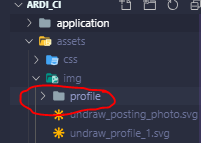 ARDI_CI
application
assets
css
img
profile
undraw_posting_photo.svg
undraw_profile_1.svg